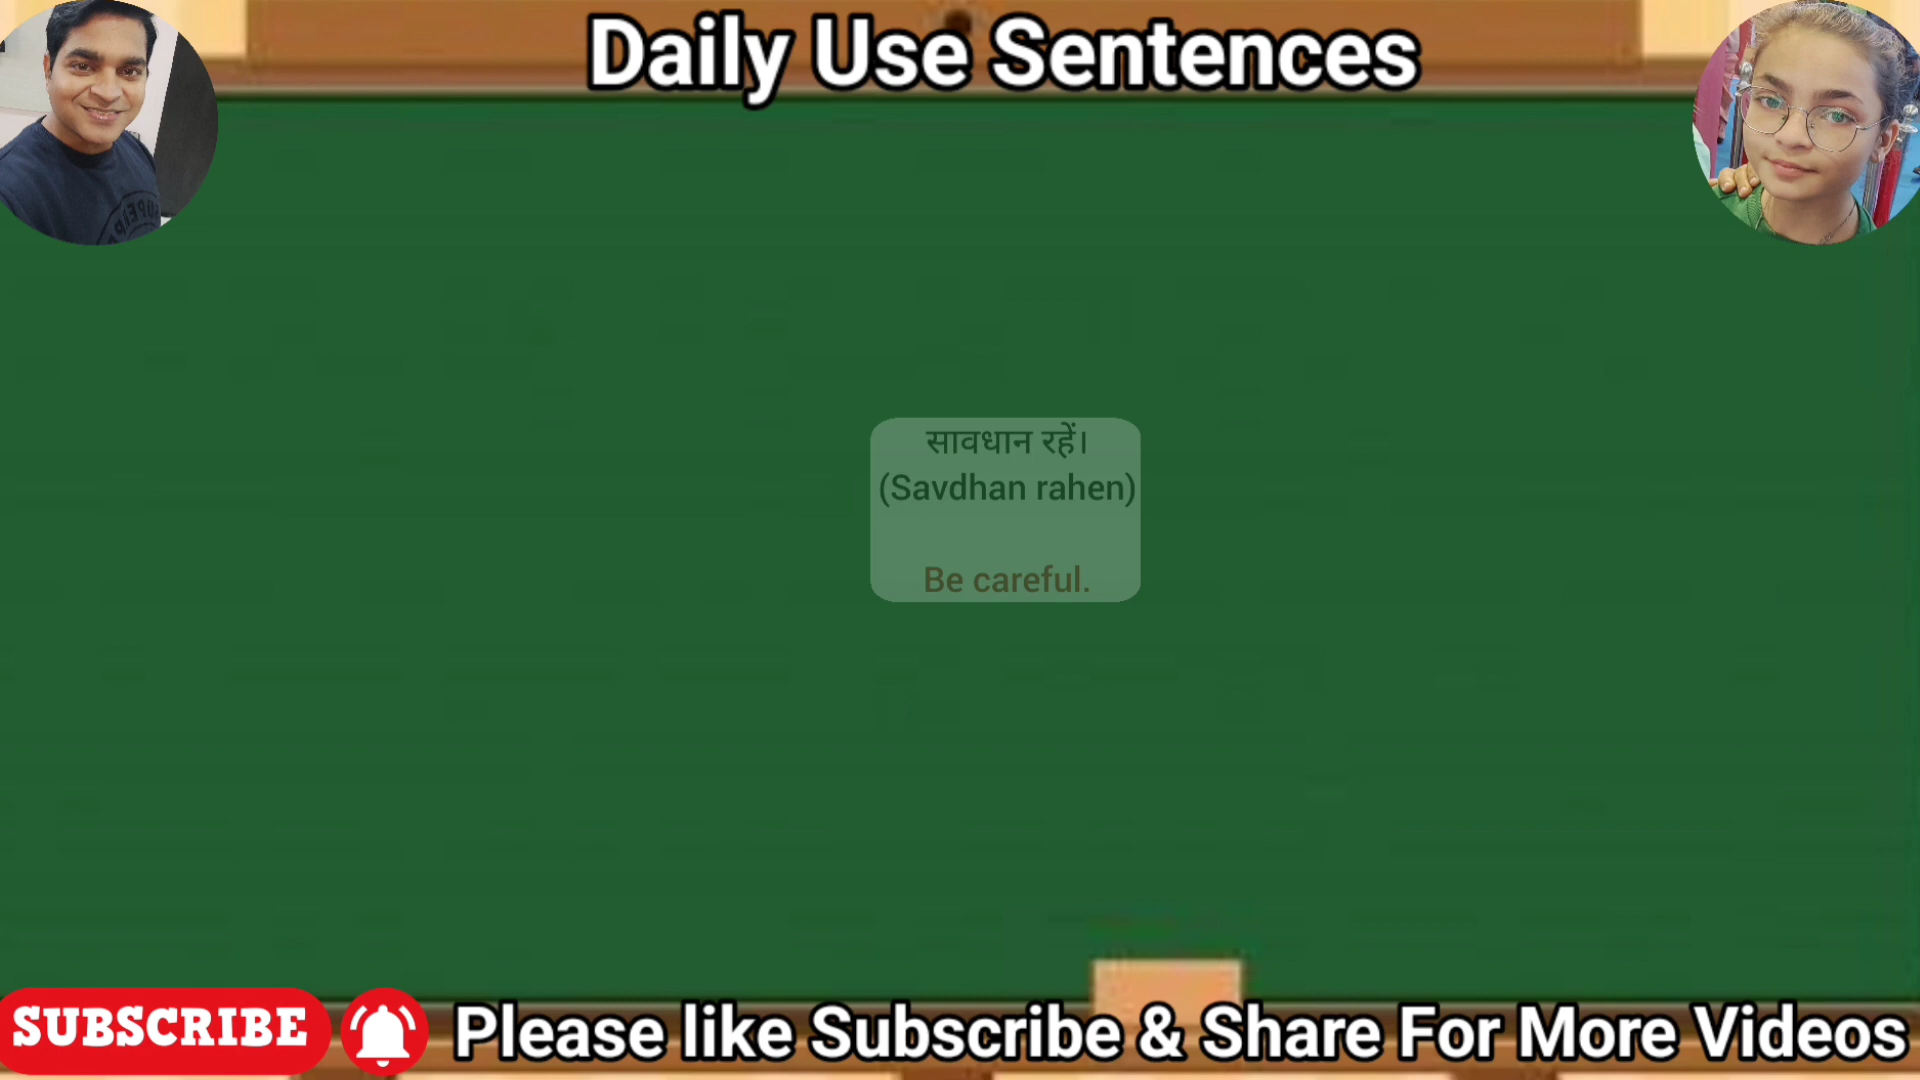 Daily Use Sentences
सावधान रहें।
(Savdhan rahen)
Be careful.
SUBSCRIBE
Please like Subscribe & Share For More Videos